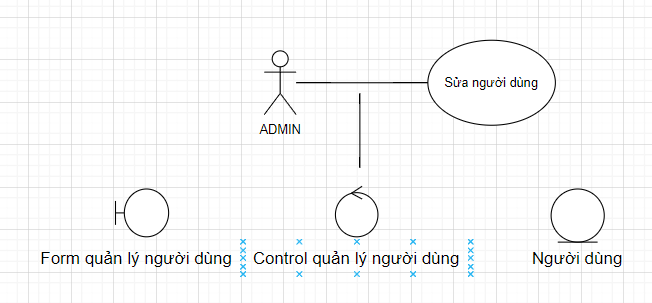 Sửa người dùng
ADMIN
Form quản lý người dùng
Control quản lý người dùng
Người dùng